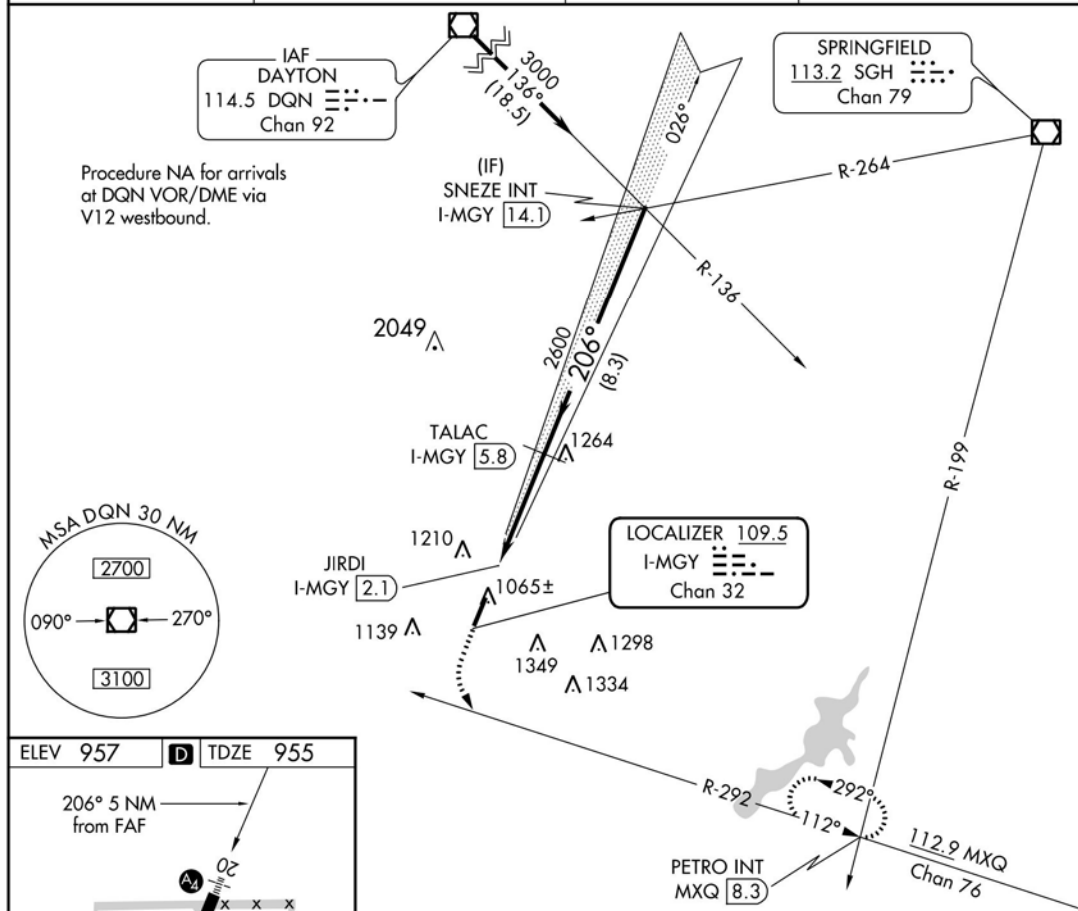 IAF
DAYTON
114.5 DQN
Chan 92
3000
136°
(18.5)
026°
SPRINGFIELD
113.2 SGH
Chan 79
Procedure NA for arrivals
at DQN VOR/DME via
V12 westbound.
(IF)
SNEZE INT
I-MGY 14.1
R-264
R-136
2049
2600
206°
(8.3)
TALAC
I-MGY 5.8
1264
R-199
MSA DQN 30 NM
2700
090°
270°
3100
1210
JIRDI
I-MGY 2.1
1065±
1139
LOCALIZER 109.5
I-MGY
Chan 32
1349
1298
1334
R-292
292°
112°
PETRO INT
MXQ 8.3
112.9 MXQ
Chan 76
ELEV 957 D TDZE 955
206° 5 NM
from FAF
20
A4
x x x